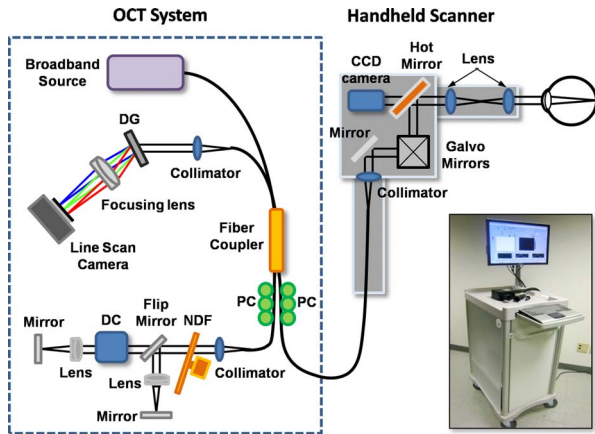 OCT System
Handheld Scanner
Broadband
Source
DG
Collimator
Focusing lens
Line Scan
Camera
Fiber
Coupler
PC
PC
Flip
Mirror
NDF
DC
Mirror
Lens
Lens
Collimator
Mirror
CCD
camera
Hot
Mirror
Lens
Mirror
Galvo
Mirrors
Collimator